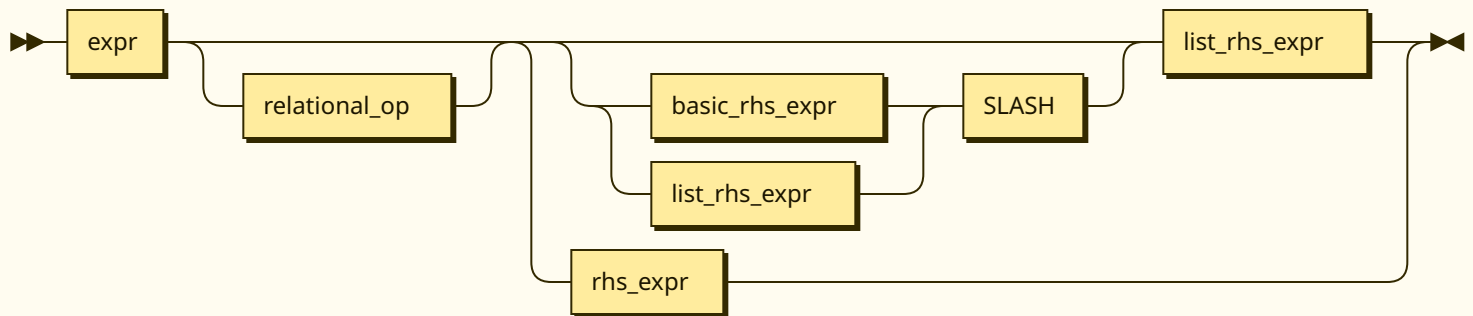 expr
list_rhs_expr
relational_op
basic_rhs_expr
SLASH
list_rhs_expr
rhs_expr